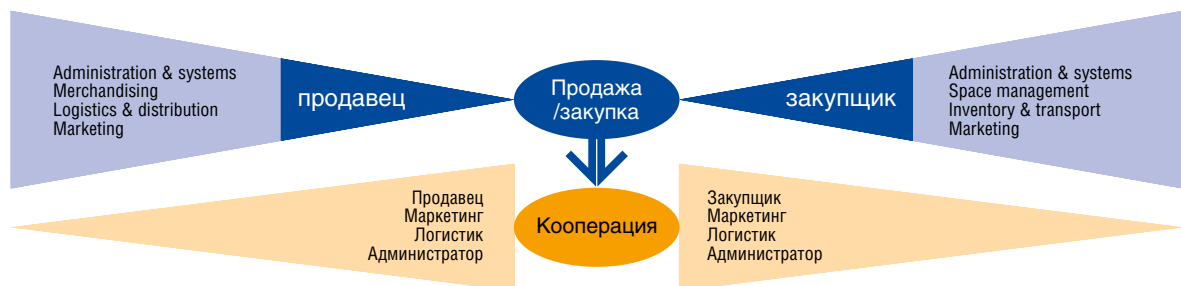 Administration & systems
Merchandising
Logistics & distribution
Marketing
продавец
Продажа
/закупка
закупщик
Administration & systems
Space management
Inventory & transport
Marketing
Продавец
Маркетинг
Логистик
Администратор
Кооперация
Закупщик
Маркетинг
Логистик
Администратор